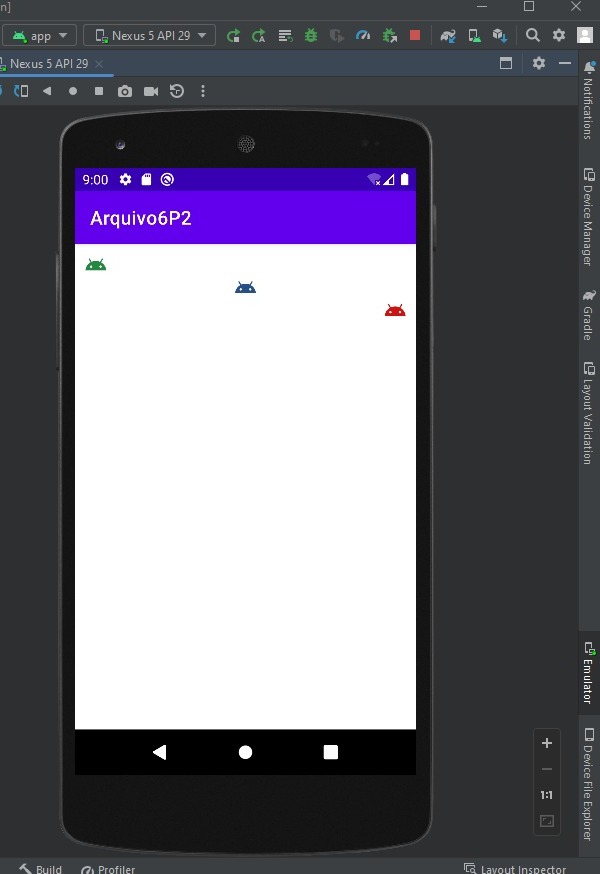 n]
app
Nexus 5 API 29
Nexus 5 API 29
9:00
Arquivo6P2
Notifications
Device Manager
Gradle
Layout Validation
Emulator
Device File Explorer
1:1
Build
Profiler
Layout Inspector